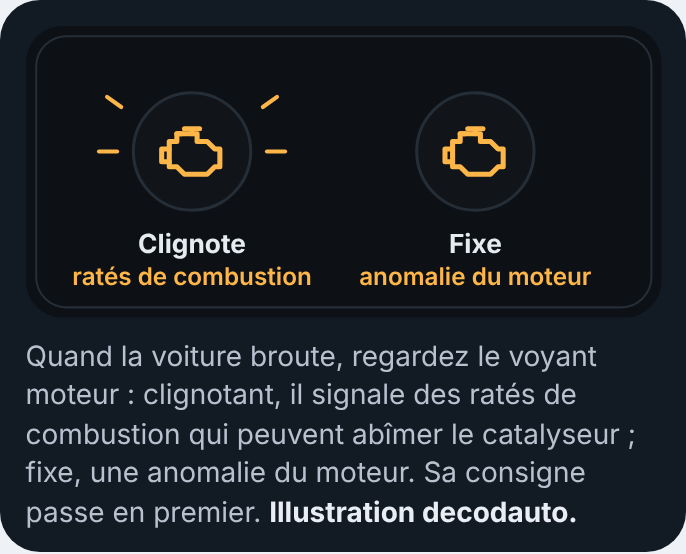 Clignote
ratés de combustion
Fixe
anomalie du moteur
Quand la voiture broute, regardez le voyant
moteur : clignotant, il signale des ratés de
combustion qui peuvent abîmer le catalyseur ;
fixe, une anomalie du moteur. Sa consigne
passe en premier. Illustration decodauto.